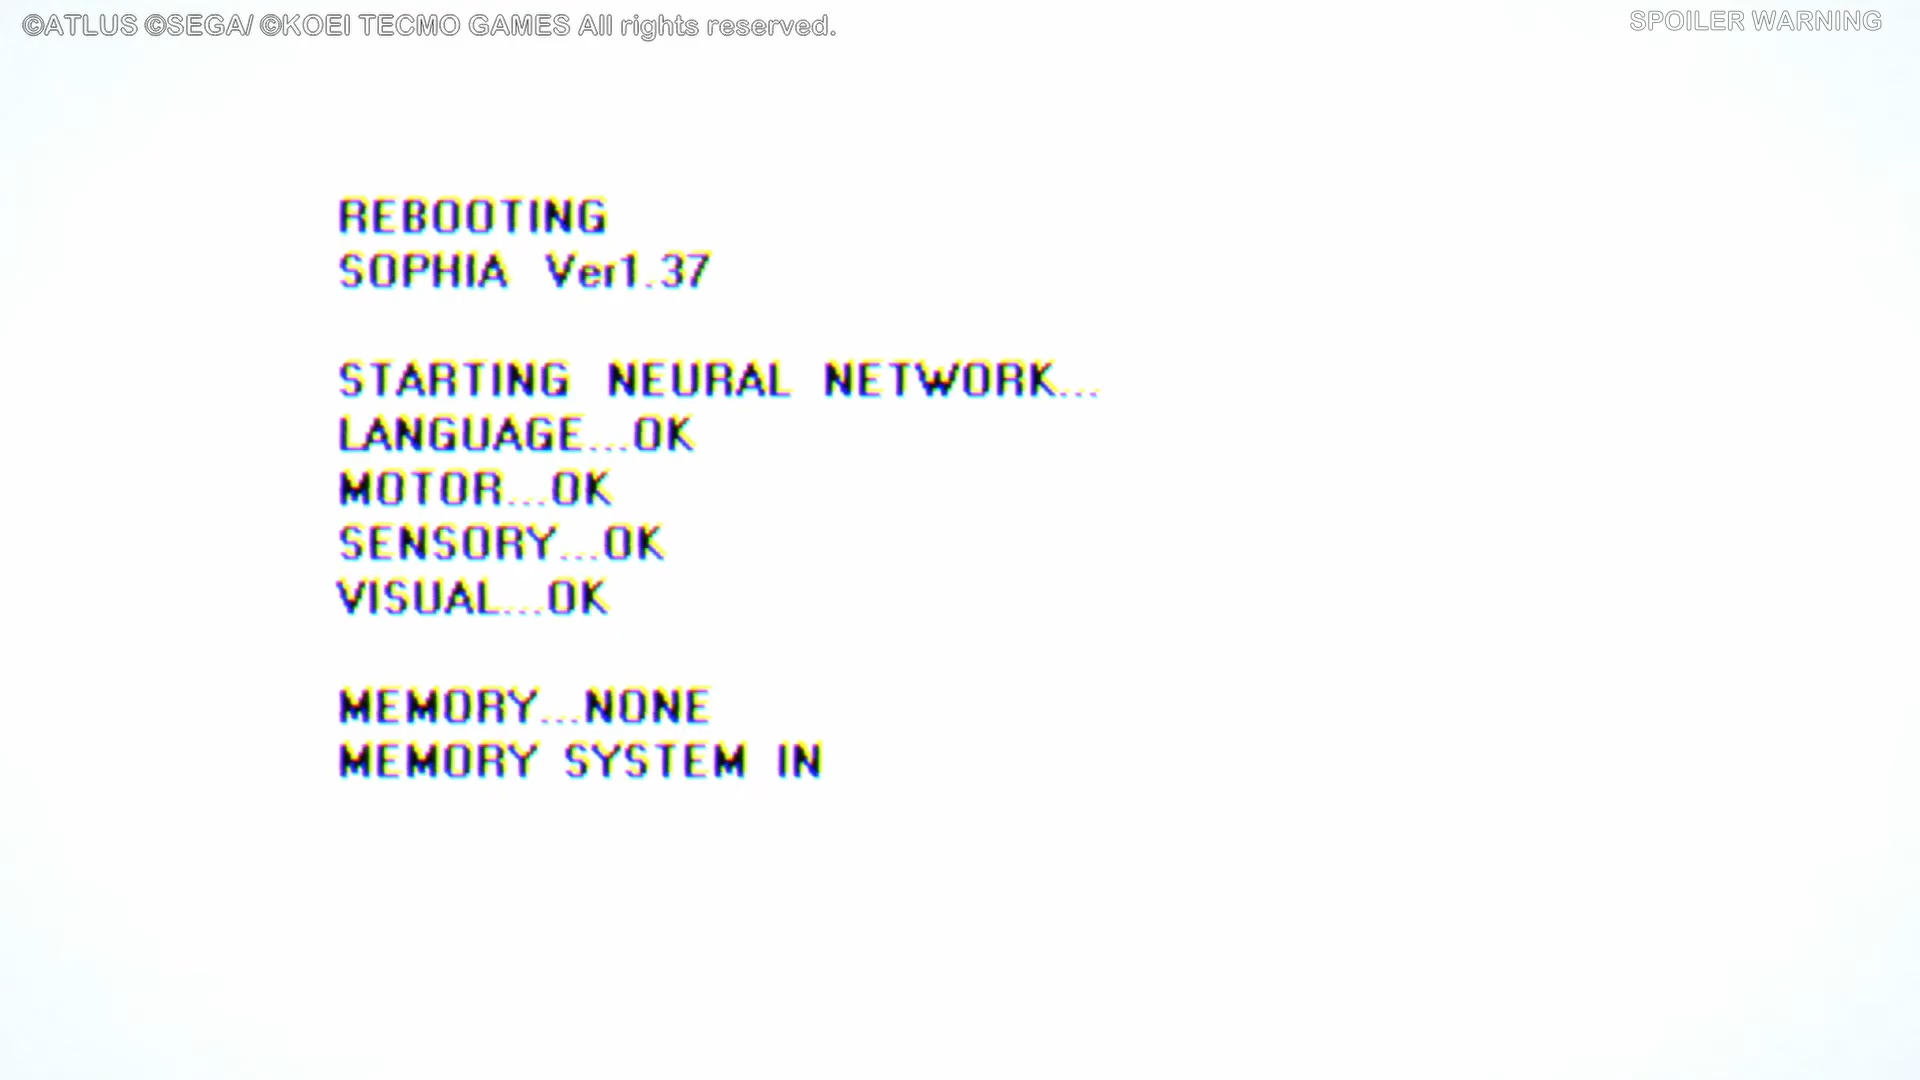 ©ATLUS ©SEGA/ ©KOEI TECMO GAMES All rights reserved.
SPOILER WARNING
REBOOTING
SOPHIA Ver1.37
STARTING NEURAL NETWORK...
LANGUAGE...OK
MOTOR...OK
SENSORY...OK
VISUAL...OK
MEMORY...NONE
MEMORY SYSTEM IN